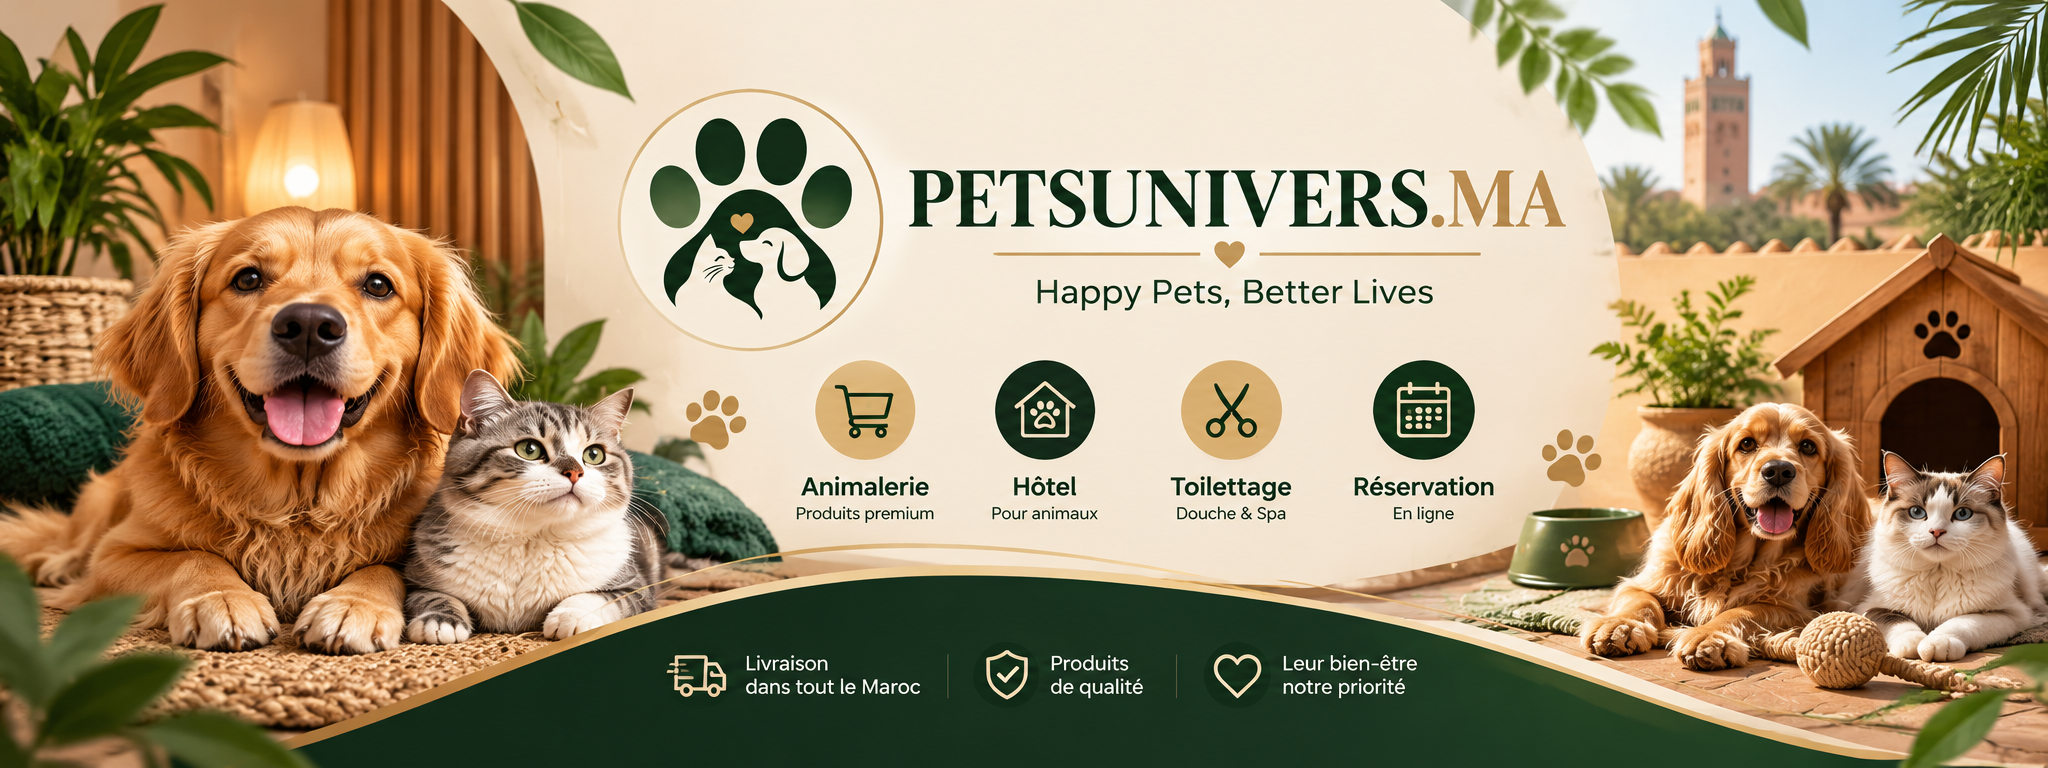 PETSUNIVERS.MA
Happy Pets, Better Lives
Animalerie
Produits premium
Hôtel
Pour animaux
Toilettage
Douche & Spa
Réservation
En ligne
Livraison
dans tout le Maroc
Produits
de qualité
Leur bien-être
notre priorité